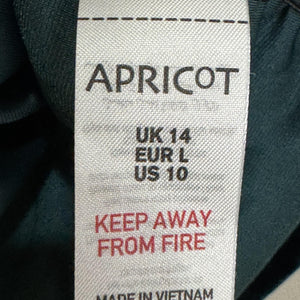 APRICOT
UK 14
EUR L
US 10
KEEP AWAY
FROM FIRE
MADE IN VIETNAM